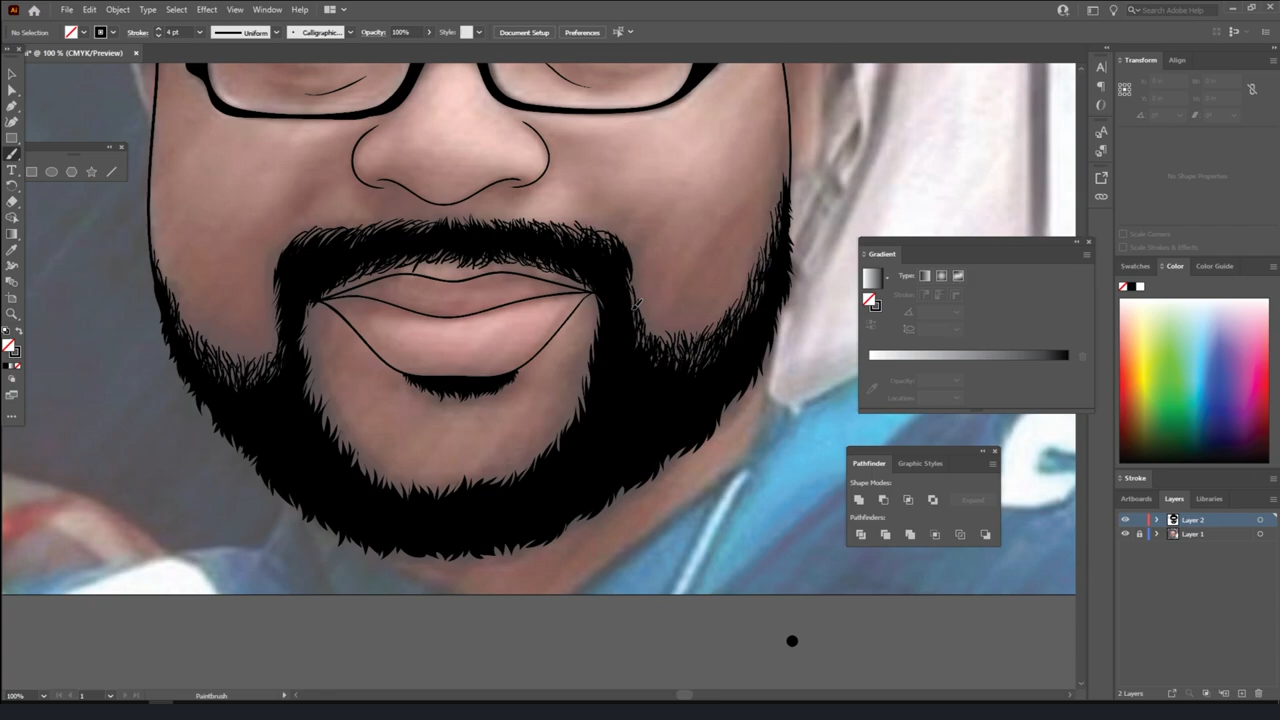 Ai File Edit Object Type Select Effect View Window Help Search Adobe Help
No Selection Stroke: 4 pt Uniform Calligraphic... Opacity: 100% Style: Document Setup Preferences
@ 100 % (CMYK/Preview)
Transform Align
No Shape Properties
Scale Corners
Scale Strokes & Effects
Gradient
Type:
Stroke:
Opacity:
Location:
Swatches Color Color Guide
Pathfinder Graphic Styles
Shape Modes:
Expand
Pathfinders:
Stroke
Artboards Layers Libraries
Layer 2
Layer 1
100% 1 Paintbrush
2 Layers